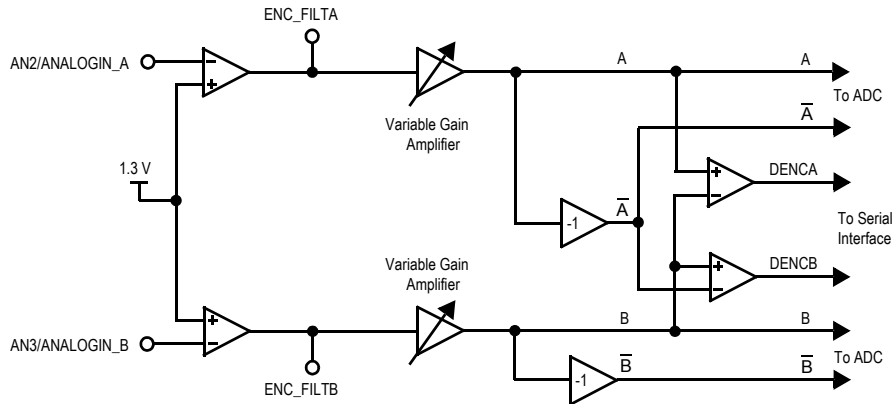 ENC_FILTA
AN2/ANALOGIN_A
−
+
A
A
To ADC
A̅
Variable Gain
Amplifier
1.3 V
+
−
DENCA
-1
A̅
To Serial
Interface
Variable Gain
Amplifier
+
−
DENCB
+
−
AN3/ANALOGIN_B
B
B
To ADC
ENC_FILTB
-1
B̅
B̅